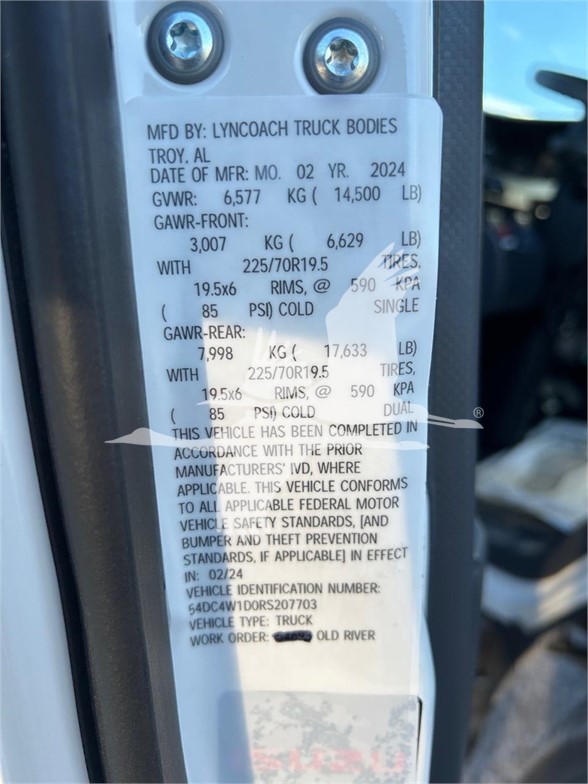 MFD BY: LYNCOACH TRUCK BODIES
TROY, AL
DATE OF MFR: MO. 02 YR. 2024
GVWR: 6,577 KG ( 14,500 LB)
GAWR-FRONT:
3,007 KG ( 6,629 LB)
WITH 225/70R19.5 TIRES,
19.5x6 RIMS, @ 590 KPA
( 85 PSI) COLD SINGLE
GAWR-REAR:
7,998 KG ( 17,633 LB)
WITH 225/70R19.5 TIRES,
19.5x6 RIMS, @ 590 KPA
( 85 PSI) COLD DUAL
®
THIS VEHICLE HAS BEEN COMPLETED IN
ACCORDANCE WITH THE PRIOR
MANUFACTURERS' IVD, WHERE
APPLICABLE. THIS VEHICLE CONFORMS
TO ALL APPLICABLE FEDERAL MOTOR
VEHICLE SAFETY STANDARDS, [AND
BUMPER AND THEFT PREVENTION
STANDARDS, IF APPLICABLE] IN EFFECT
IN: 02/24
VEHICLE IDENTIFICATION NUMBER:
54DC4W1D0RS207703
VEHICLE TYPE: TRUCK
WORK ORDER: OLD RIVER